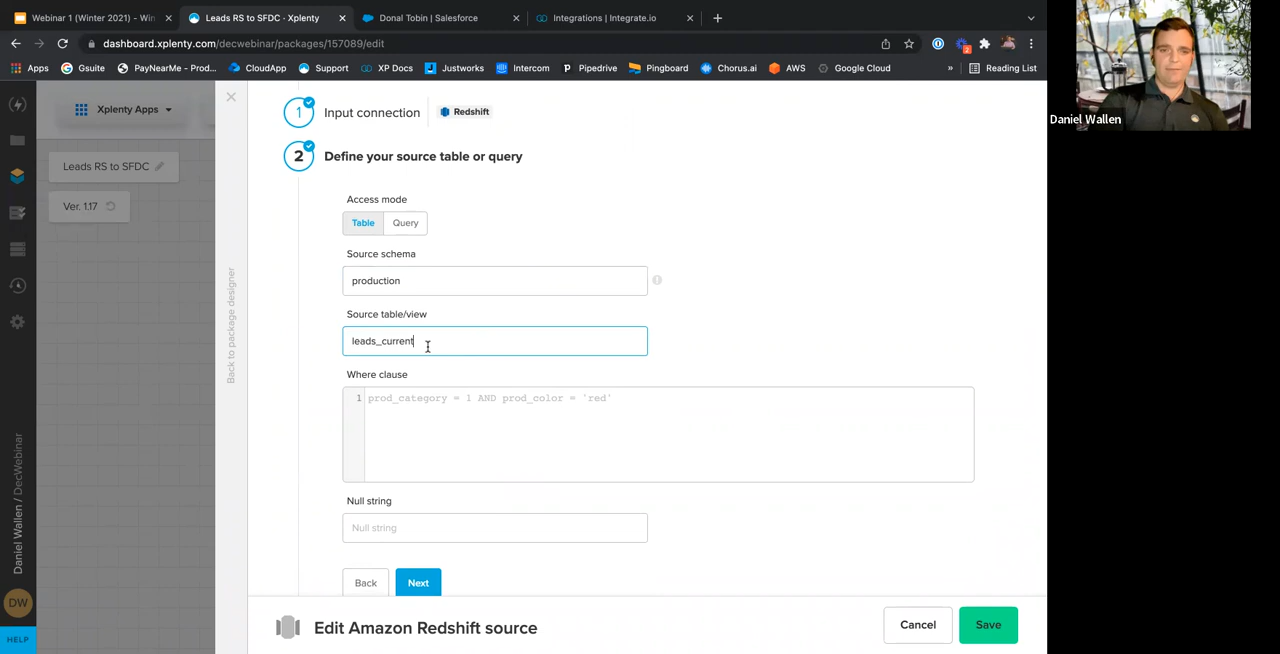 Webinar 1 (Winter 2021) - Win
Leads RS to SFDC · Xplenty
Donal Tobin | Salesforce
Integrations | Integrate.io
dashboard.xplenty.com/decwebinar/packages/157089/edit
Apps
Gsuite
PayNearMe - Prod...
CloudApp
Support
XP Docs
Justworks
Intercom
Pipedrive
Pingboard
Chorus.ai
AWS
Google Cloud
»
Reading List
Daniel Wallen
Xplenty Apps
Leads RS to SFDC
Ver. 1.17
Back to package designer
1 Input connection
Redshift
2 Define your source table or query
Access mode
Table
Query
Source schema
production
Source table/view
leads_current
Where clause
1 prod_category = 1 AND prod_color = 'red'
Null string
Null string
Back
Next
Edit Amazon Redshift source
Cancel
Save
Daniel Wallen / DecWebinar
DW
HELP